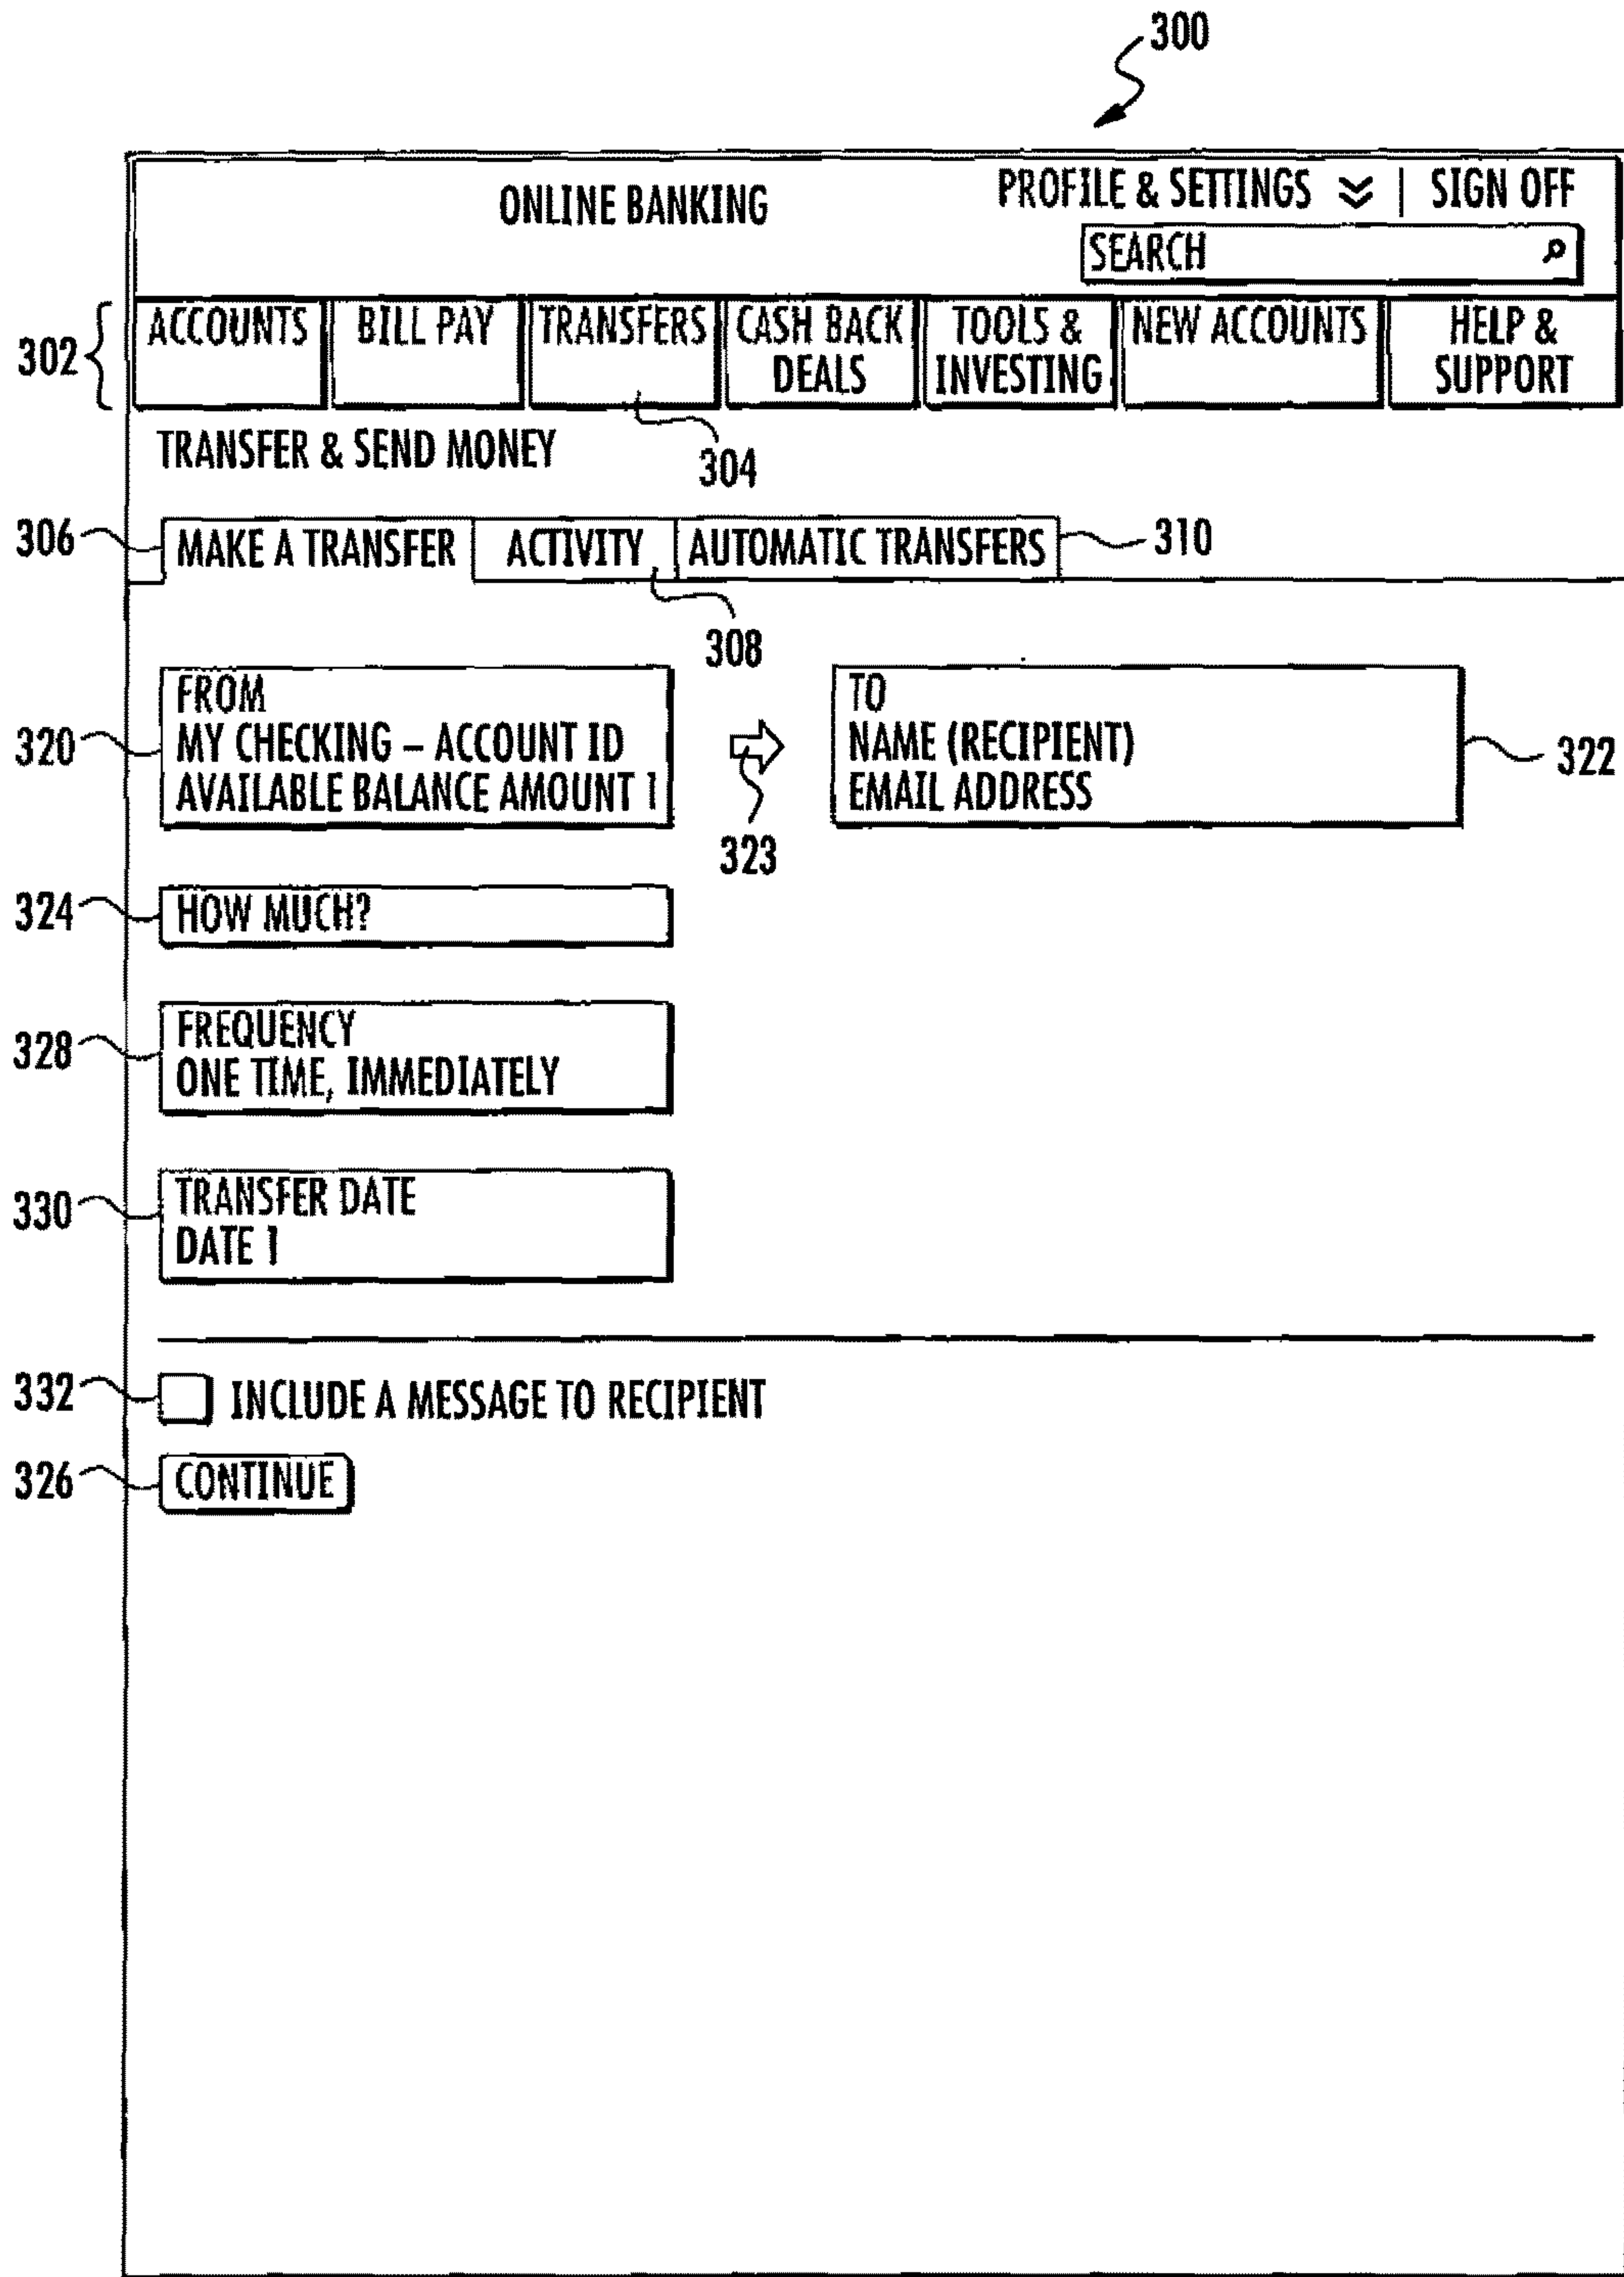 300
ONLINE BANKING
PROFILE & SETTINGS | SIGN OFF
SEARCH
302
ACCOUNTS
BILL PAY
TRANSFERS
CASH BACK
DEALS
TOOLS &
INVESTING
NEW ACCOUNTS
HELP &
SUPPORT
TRANSFER & SEND MONEY
304
306
MAKE A TRANSFER
ACTIVITY
AUTOMATIC TRANSFERS
310
308
320
FROM
MY CHECKING – ACCOUNT ID
AVAILABLE BALANCE AMOUNT 1
323
TO
NAME (RECIPIENT)
EMAIL ADDRESS
322
324
HOW MUCH?
328
FREQUENCY
ONE TIME, IMMEDIATELY
330
TRANSFER DATE
DATE 1
332
INCLUDE A MESSAGE TO RECIPIENT
326
CONTINUE